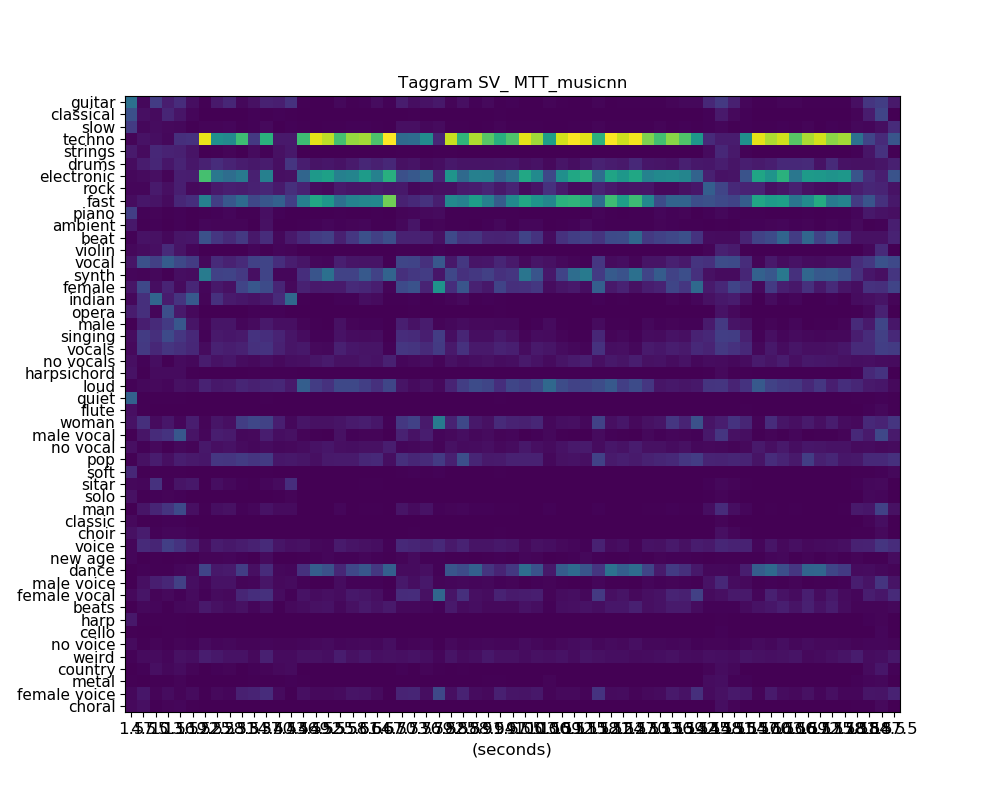 Taggram SV_ MTT_musicnn
guitar
classical
slow
techno
strings
drums
electronic
rock
fast
piano
ambient
beat
violin
vocal
synth
female
indian
opera
male
singing
vocals
no vocals
harpsichord
loud
quiet
flute
woman
male vocal
no vocal
pop
soft
sitar
solo
man
classic
choir
voice
new age
dance
male voice
female vocal
beats
harp
cello
no voice
weird
country
metal
female voice
choral
(seconds)